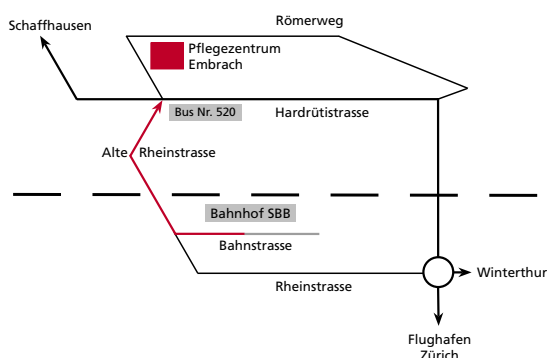 Römerweg
Schaffhausen
Pflegezentrum
Embrach
Bus Nr. 520
Hardrütistrasse
Alte Rheinstrasse
Bahnhof SBB
Bahnstrasse
Winterthur
Rheinstrasse
Flughafen
Zürich